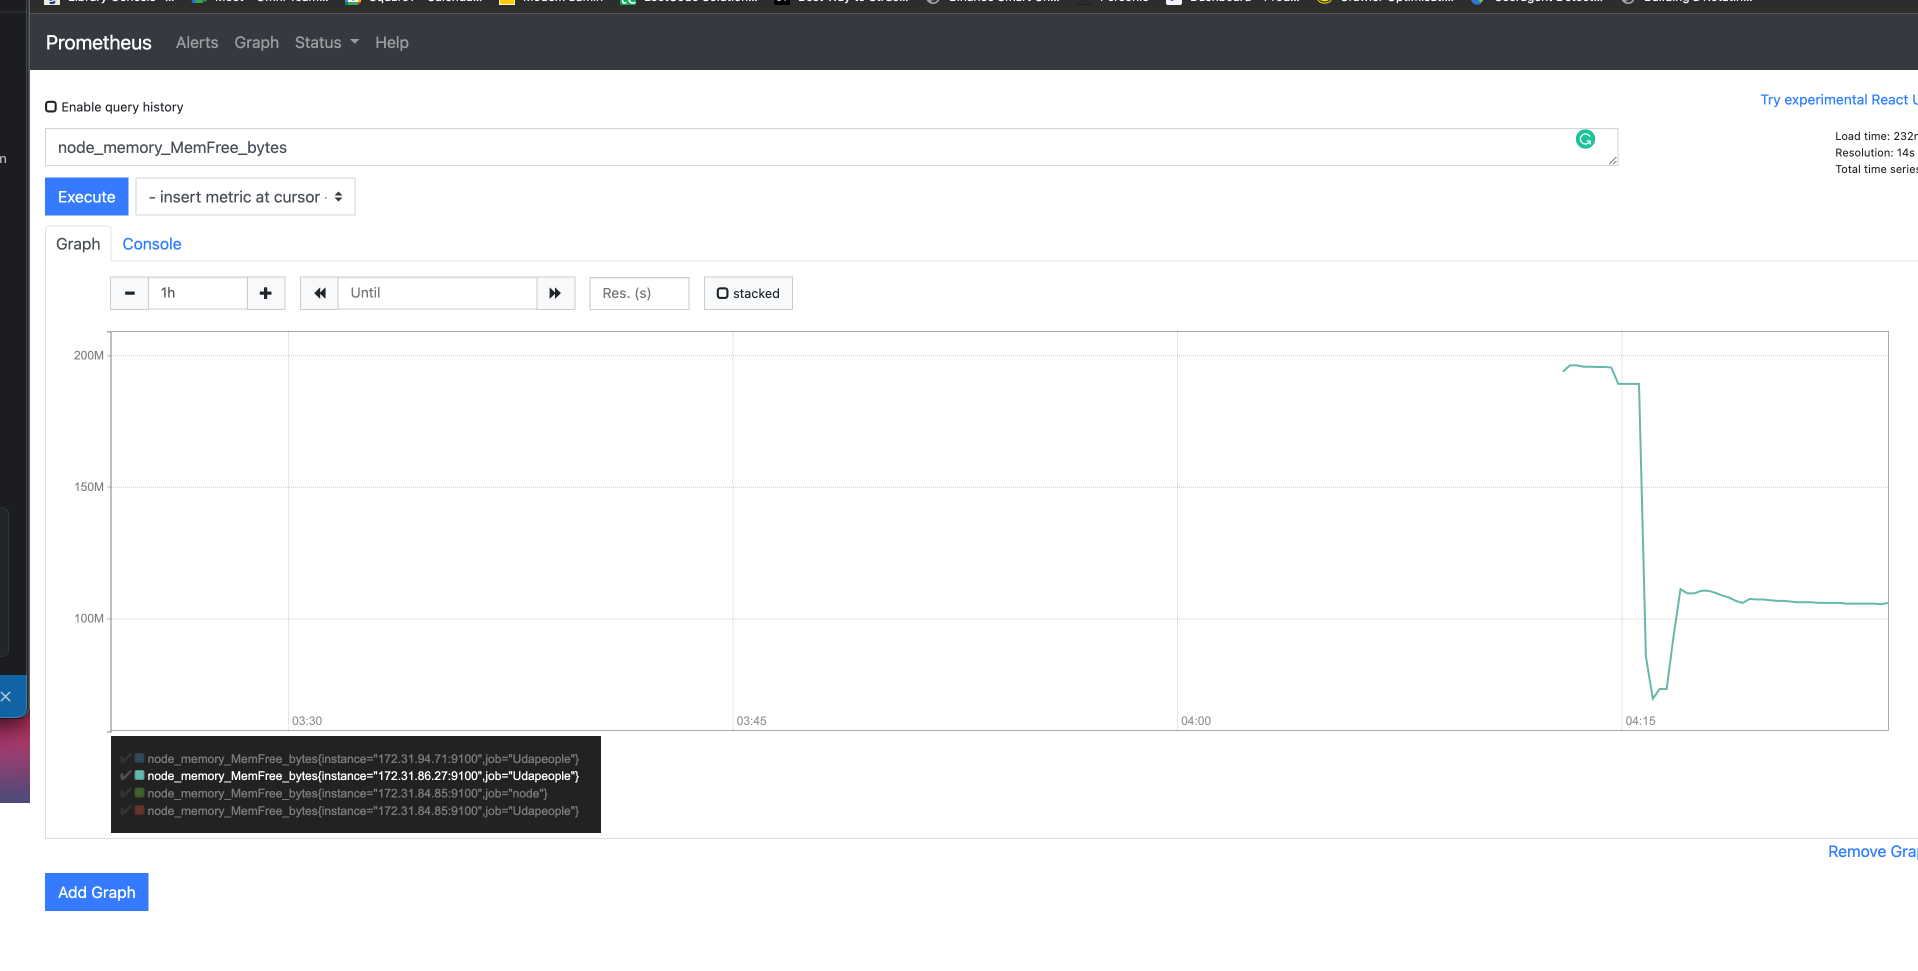 Prometheus Alerts Graph Status Help
Enable query history
Try experimental React U
node_memory_MemFree_bytes
Load time: 232
Resolution: 14s
Total time series
Execute - insert metric at cursor -
Graph Console
1h Until Res. (s) stacked
200M
150M
100M
03:30 03:45 04:00 04:15
node_memory_MemFree_bytes{instance="172.31.94.71:9100",job="Udapeople"}
node_memory_MemFree_bytes{instance="172.31.86.27:9100",job="Udapeople"}
node_memory_MemFree_bytes{instance="172.31.84.85:9100",job="node"}
node_memory_MemFree_bytes{instance="172.31.84.85:9100",job="Udapeople"}
Remove Gra
Add Graph